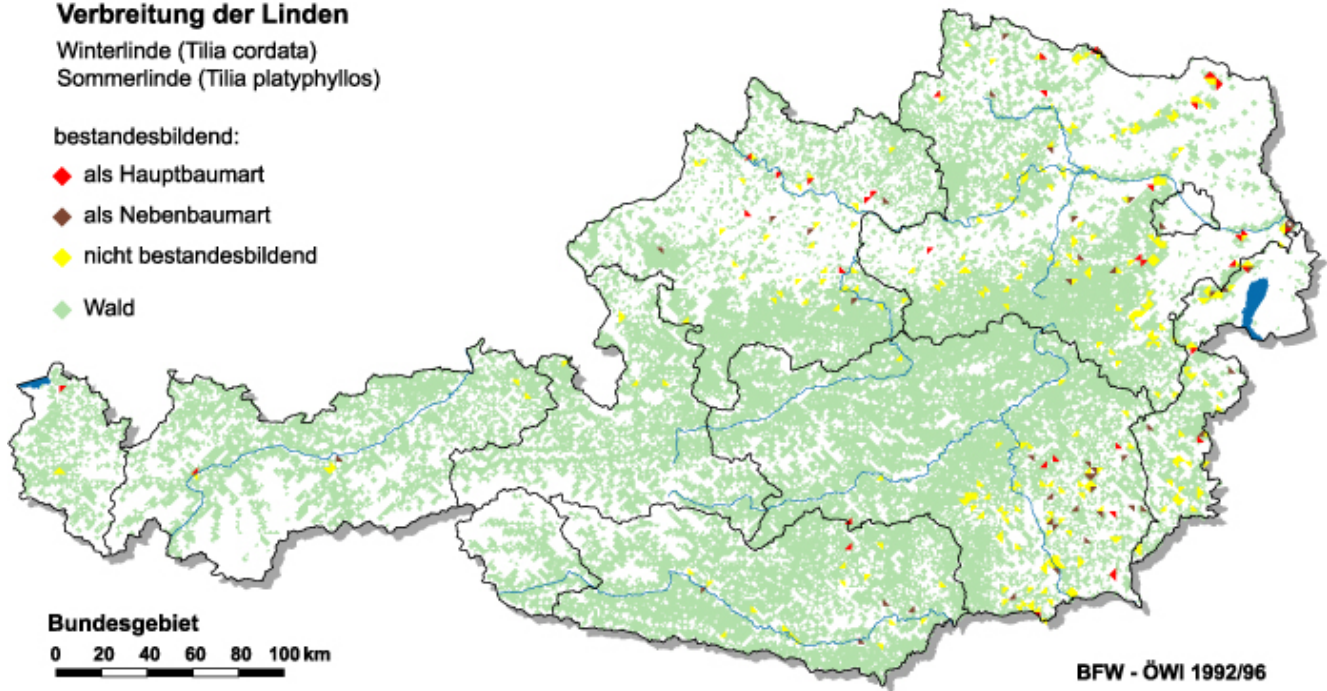 Verbreitung der Linden
Winterlinde (Tilia cordata)
Sommerlinde (Tilia platyphyllos)
bestandesbildend:
als Hauptbaumart
als Nebenbaumart
nicht bestandesbildend
Wald
Bundesgebiet
0 20 40 60 80 100 km
BFW - ÖWI 1992/96